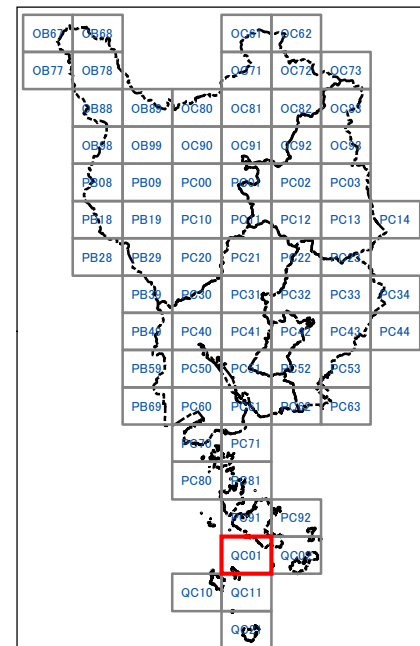 OB67 OB68 OC61 OC62
OB77 OB78 OC71 OC72 OC73
OB88 OB89 OC80 OC81 OC82 OC83
OB98 OB99 OC90 OC91 OC92 OC93
PB08 PB09 PC00 PC01 PC02 PC03
PB18 PB19 PC10 PC11 PC12 PC13 PC14
PB28 PB29 PC20 PC21 PC22 PC23
PB39 PC30 PC31 PC32 PC33 PC34
PB49 PC40 PC41 PC42 PC43 PC44
PB59 PC50 PC51 PC52 PC53
PB69 PC60 PC61 PC62 PC63
PC70 PC71
PC80 PC81
PC91 PC92
QC01 QC02
QC10 QC11
QC21